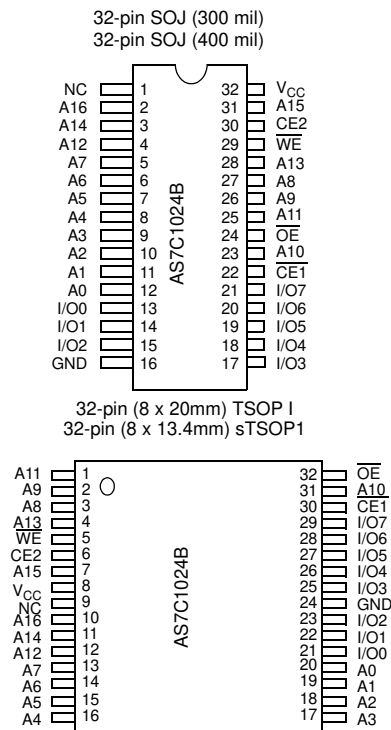 32-pin SOJ (300 mil)
32-pin SOJ (400 mil)
NC 1 32 VCC
A16 2 31 A15
A14 3 30 CE2
A12 4 29 WE
A7 5 28 A13
A6 6 27 A8
A5 7 26 A9
A4 8 25 A11
A3 9 24 OE
A2 10 23 A10
A1 11 22 CE1
A0 12 21 I/O7
I/O0 13 20 I/O6
I/O1 14 19 I/O5
I/O2 15 18 I/O4
GND 16 17 I/O3
AS7C1024B
32-pin (8 x 20mm) TSOP I
32-pin (8 x 13.4mm) sTSOP1
A11 1 32 OE
A9 2 31 A10
A8 3 30 CE1
A13 4 29 I/O7
WE 5 28 I/O6
CE2 6 27 I/O5
A15 7 26 I/O4
VCC 8 25 I/O3
NC 9 24 GND
A16 10 23 I/O2
A14 11 22 I/O1
A12 12 21 I/O0
A7 13 20 A0
A6 14 19 A1
A5 15 18 A2
A4 16 17 A3
AS7C1024B